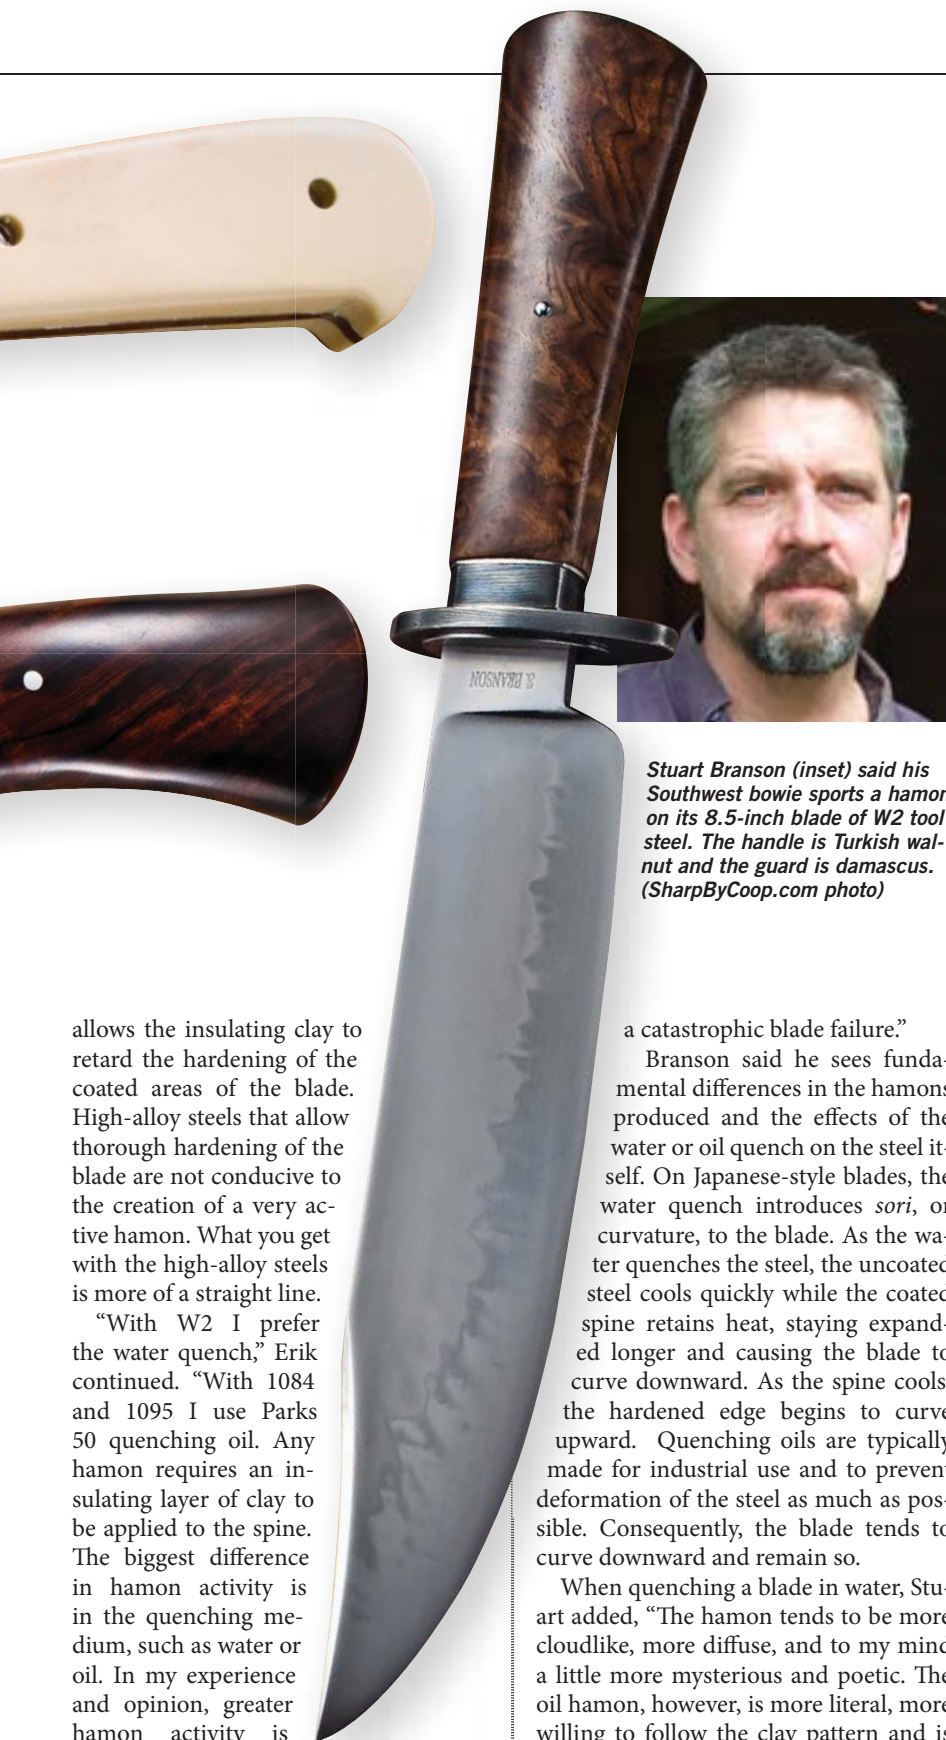 S. BRANSON
Stuart Branson (inset) said his
Southwest bowie sports a hamon
on its 8.5-inch blade of W2 tool
steel. The handle is Turkish wal-
nut and the guard is damascus.
(SharpByCoop.com photo)
allows the insulating clay to
retard the hardening of the
coated areas of the blade.
High-alloy steels that allow
thorough hardening of the
blade are not conducive to
the creation of a very ac-
tive hamon. What you get
with the high-alloy steels
is more of a straight line.
“With W2 I prefer
the water quench,” Erik
continued. “With 1084
and 1095 I use Parks
50 quenching oil. Any
hamon requires an in-
sulating layer of clay to
be applied to the spine.
The biggest difference
in hamon activity is
in the quenching me-
dium, such as water or
oil. In my experience
and opinion, greater
hamon activity is
a catastrophic blade failure.”
Branson said he sees funda-
mental differences in the hamons
produced and the effects of the
water or oil quench on the steel it-
self. On Japanese-style blades, the
water quench introduces sori, or
curvature, to the blade. As the wa-
ter quenches the steel, the uncoated
steel cools quickly while the coated
spine retains heat, staying expand-
ed longer and causing the blade to
curve downward. As the spine cools
the hardened edge begins to curve
upward. Quenching oils are typically
made for industrial use and to prevent
deformation of the steel as much as pos-
sible. Consequently, the blade tends to
curve downward and remain so.
When quenching a blade in water, Stu-
art added, “The hamon tends to be more
cloudlike, more diffuse, and to my mind
a little more mysterious and poetic. The
oil hamon, however, is more literal, more
willing to follow the clay pattern and is